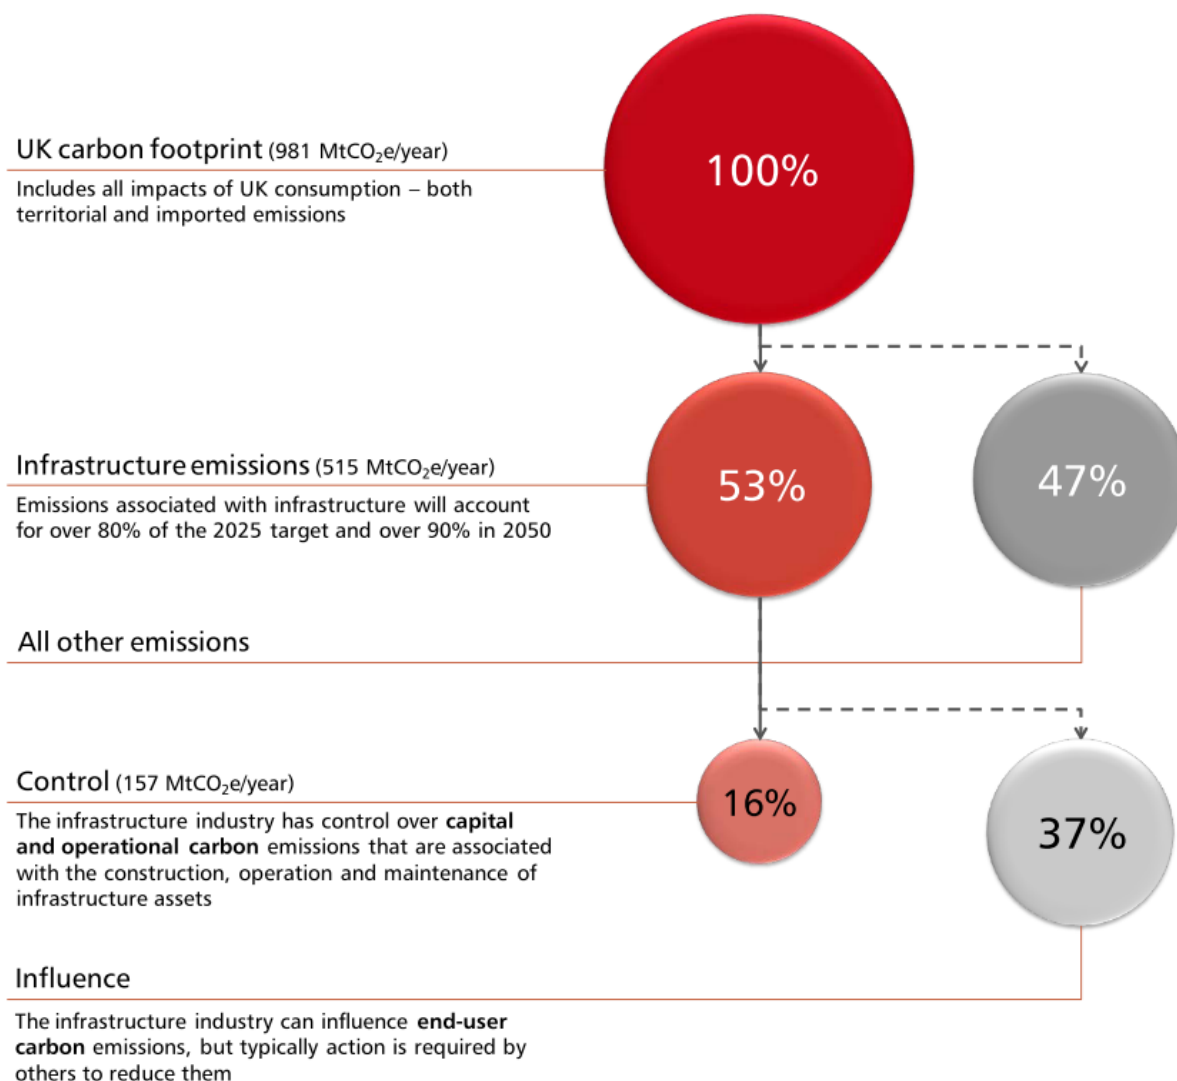 UK carbon footprint (981 MtCO₂e/year)
Includes all impacts of UK consumption – both
territorial and imported emissions
100%
Infrastructure emissions (515 MtCO₂e/year)
Emissions associated with infrastructure will account
for over 80% of the 2025 target and over 90% in 2050
53%
47%
All other emissions
Control (157 MtCO₂e/year)
The infrastructure industry has control over capital
and operational carbon emissions that are associated
with the construction, operation and maintenance of
infrastructure assets
16%
37%
Influence
The infrastructure industry can influence end-user
carbon emissions, but typically action is required by
others to reduce them